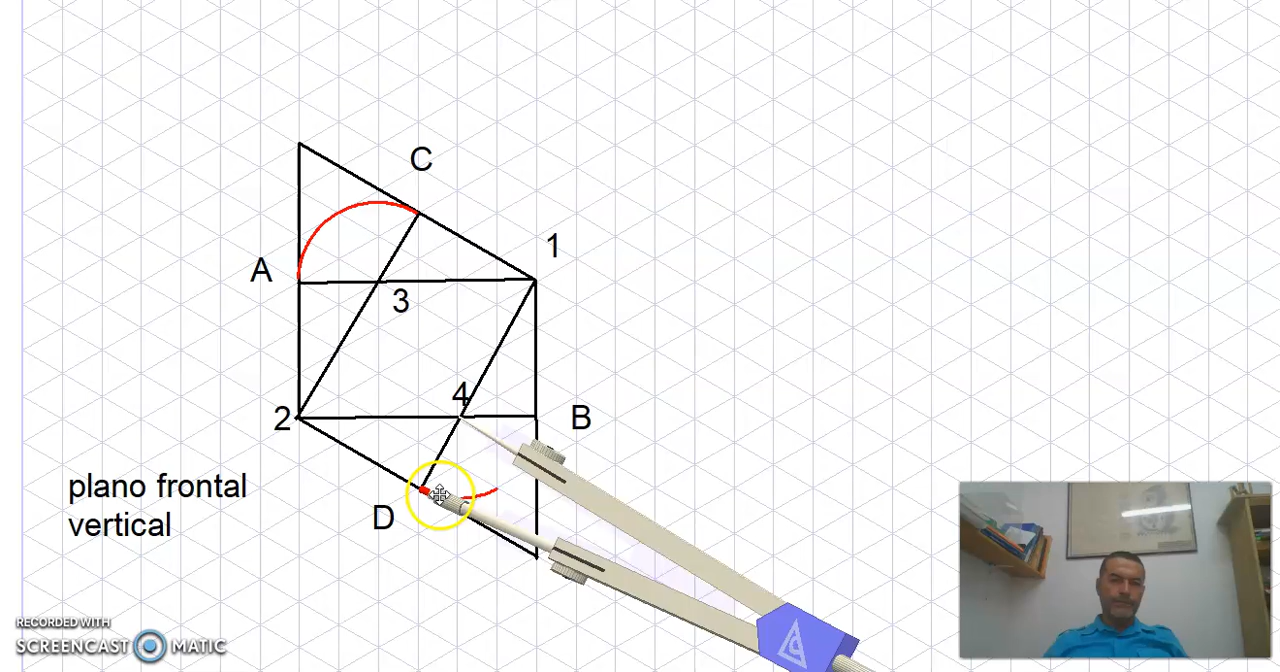 C
1
A
3
4
2
B
plano frontal
vertical
D
RECORDED WITH
SCREENCAST MATIC